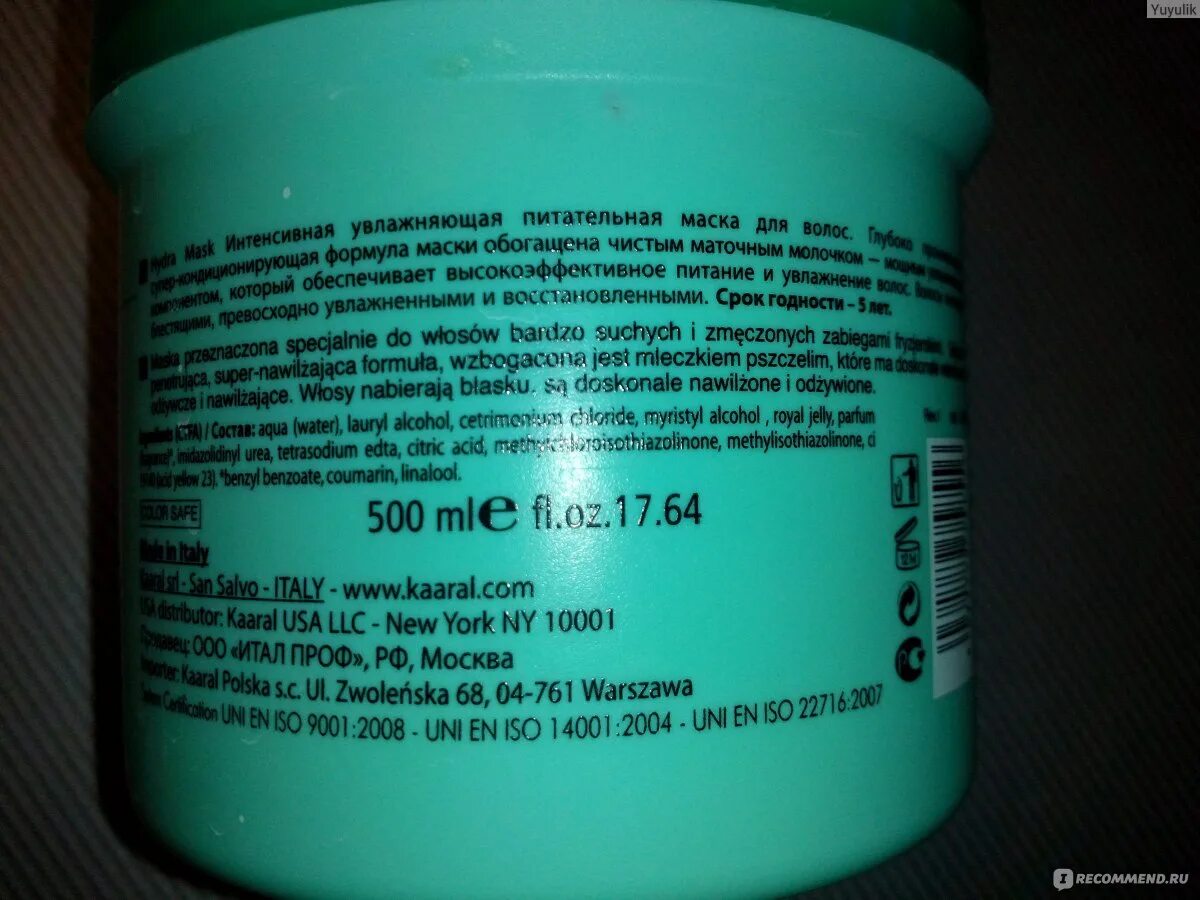 Yuyulik
Hydra Mask Интенсивная увлажняющая питательная маска для волос. Глубоко
супер-кондиционирующая формула маски обогащена чистым маточным молочком – мощным
компонентом, который обеспечивает высокоэффективное питание и увлажнение волос.
блестящими, превосходно увлажненными и восстановленными. Срок годности – 5 лет.
Maska przeznaczona specjalnie do włosów bardzo suchych i zmęczonych zabiegami
penetrująca, super-nawilżająca formuła, wzbogacona jest mleczkiem pszczelim, które ma
odżywcze i nawilżające. Włosy nabierają blasku, są doskonale nawilżone i odżywione.
Ingredients (CTFA) / Состав: aqua (water), lauryl alcohol, cetrimonium chloride, myristyl alcohol , royal jelly, parfum
imidazolidinyl urea, tetrasodium edta, citric acid, methylchloroisothiazolinone, methylisothiazolinone, ci
(acid yellow 23). *benzyl benzoate, coumarin, linalool.
COLOR SAFE
500 ml e fl.oz.17.64
Made in Italy
Kaaral srl - San Salvo - ITALY - www.kaaral.com
USA distributor: Kaaral USA LLC - New York NY 10001
Продавец: ООО «ИТАЛ ПРОФ», РФ, Москва
Importer: Kaaral Polska s.c. Ul. Zwoleńska 68, 04-761 Warszawa
System Certification UNI EN ISO 9001:2008 - UNI EN ISO 14001:2004 - UNI EN ISO 22716:2007
IRECOMMEND.RU